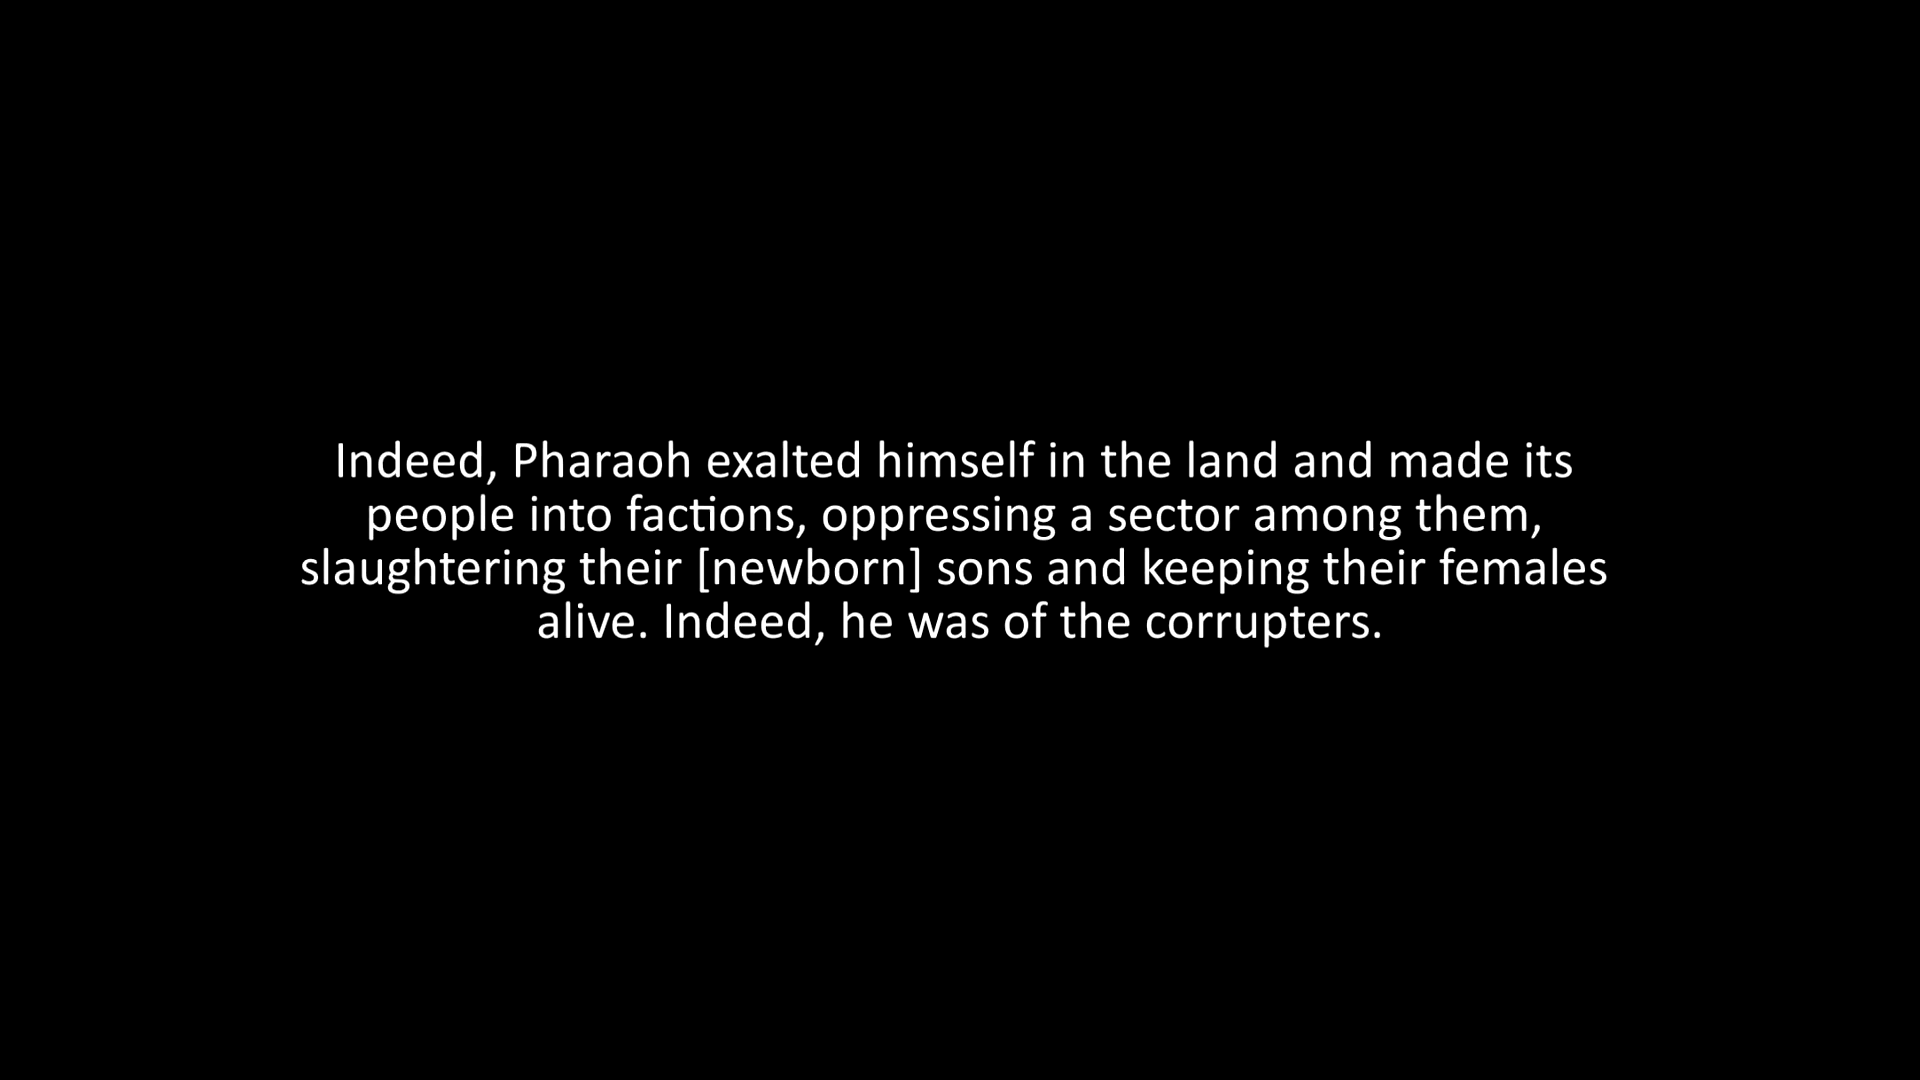 Indeed, Pharaoh exalted himself in the land and made its
people into factions, oppressing a sector among them,
slaughtering their [newborn] sons and keeping their females
alive. Indeed, he was of the corrupters.